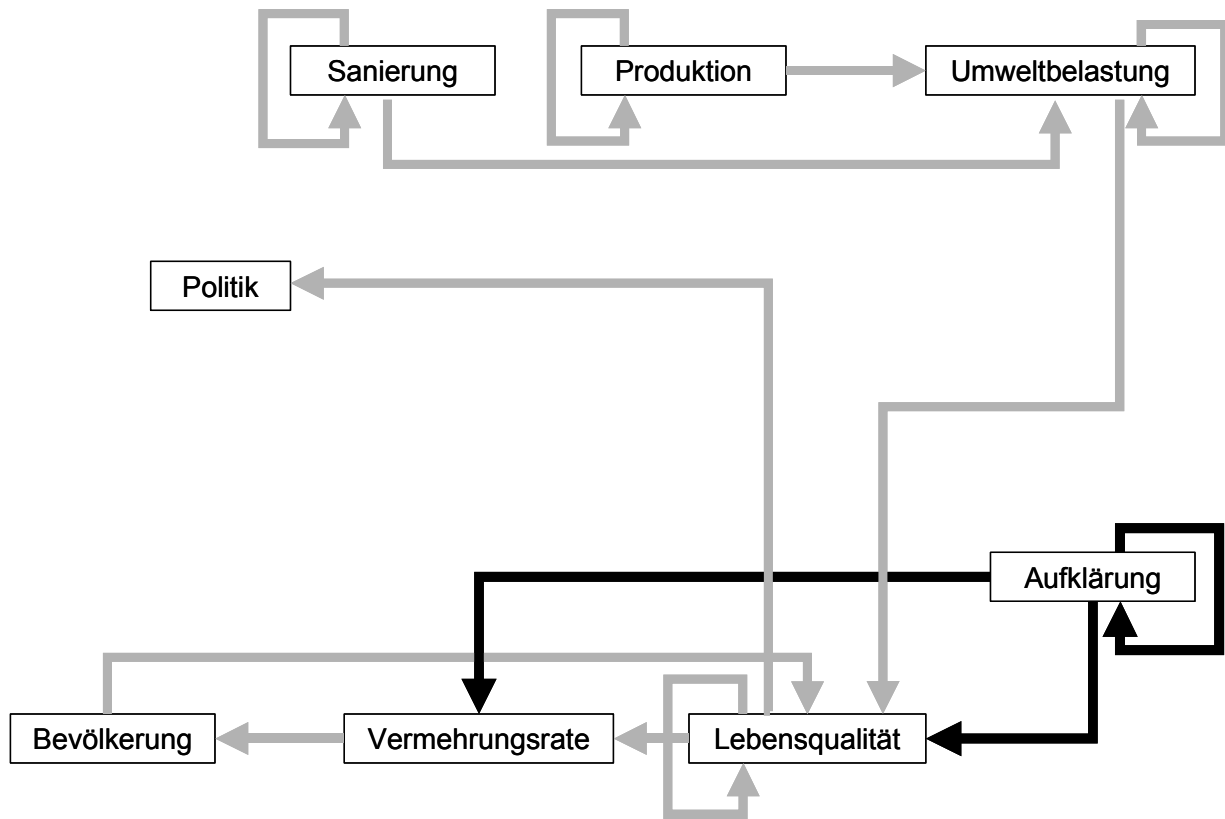 Sanierung
Produktion
Umweltbelastung
Politik
Aufklärung
Bevölkerung
Vermehrungsrate
Lebensqualität